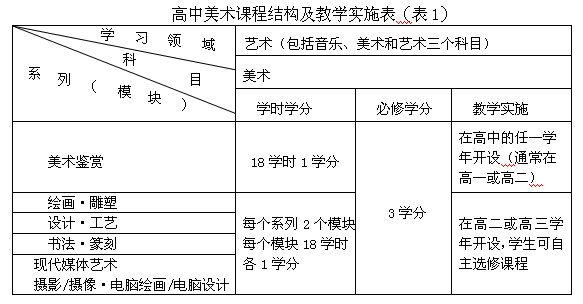 高中美术课程结构及教学实施表（表1）
学习领域
科目
系列（模块）
艺术（包括音乐、美术和艺术三个科目）
美术
学时学分
必修学分
教学实施
美术鉴赏
18学时1学分
3学分
在高中的任一学
年开设（通常在
高一或高二）
绘画·雕塑
设计·工艺
书法·篆刻
现代媒体艺术
摄影/摄像·电脑绘画/电脑设计
每个系列2个模块
每个模块18学时
各1学分
在高二或高三学
年开设，学生可自
主选修课程